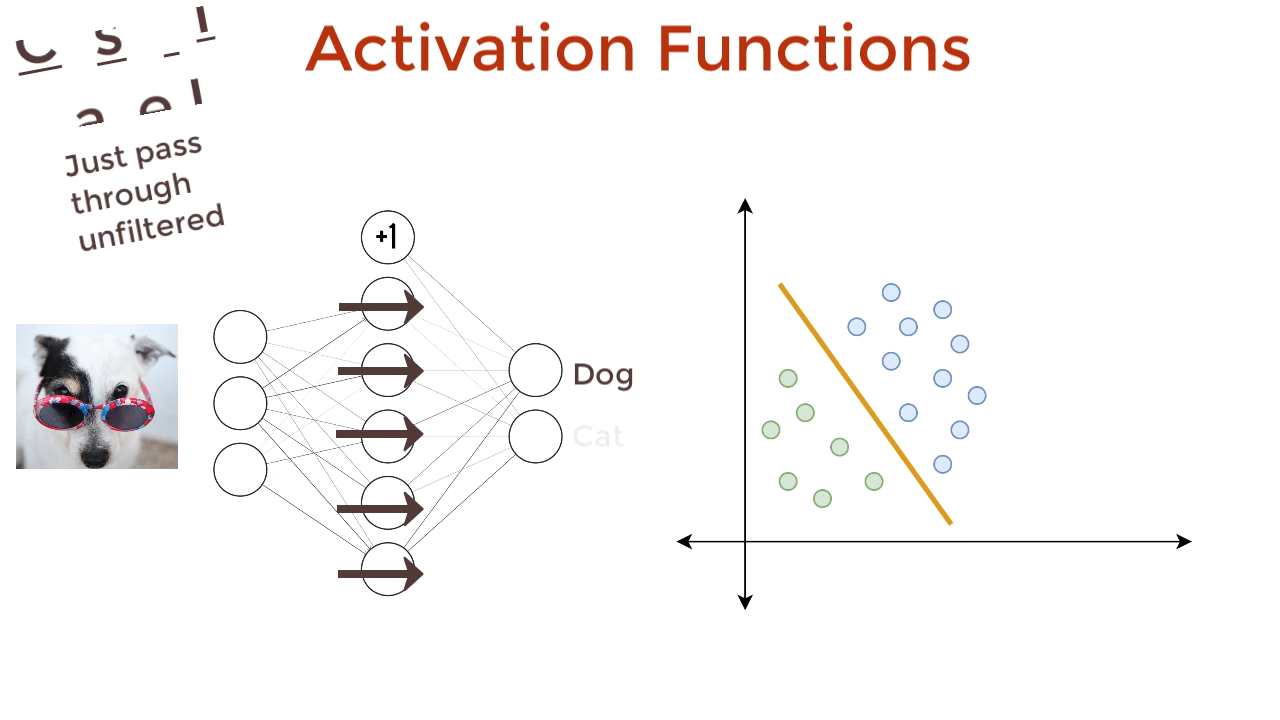 Activation Functions
Just pass
through
unfiltered
+1
Dog
Cat